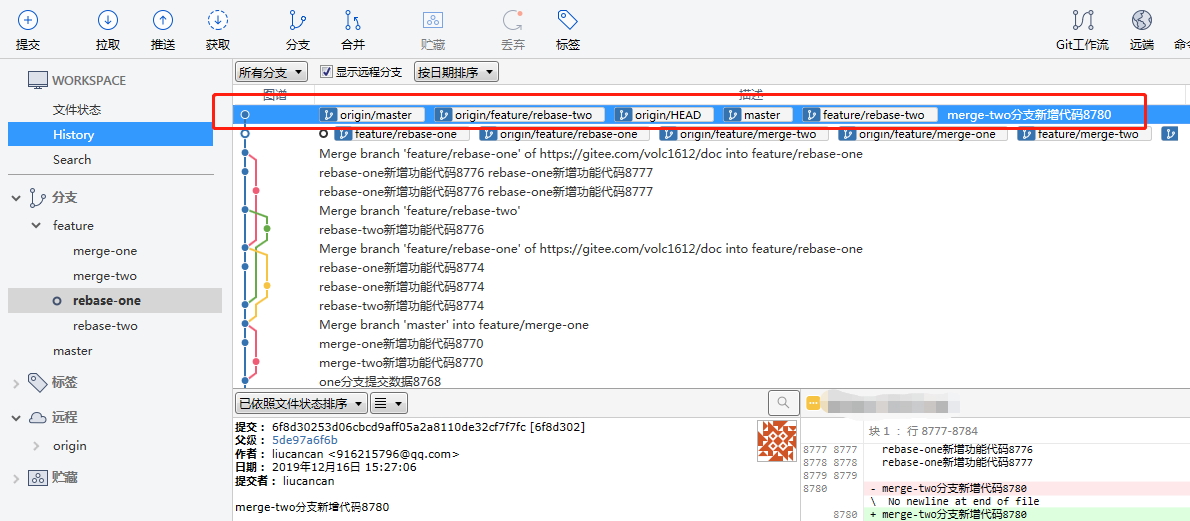 提交 拉取 推送 获取 分支 合并 贮藏 丢弃 标签 Git工作流 远端
WORKSPACE
文件状态
History
Search
分支
feature
merge-one
merge-two
rebase-one
rebase-two
master
标签
远程
origin
贮藏
所有分支 显示远程分支 按日期排序
图谱 描述
origin/master origin/feature/rebase-two origin/HEAD master feature/rebase-two merge-two分支新增代码8780
feature/rebase-one origin/feature/rebase-one origin/feature/merge-two origin/feature/merge-one feature/merge-two
Merge branch 'feature/rebase-one' of https://gitee.com/volc1612/doc into feature/rebase-one
rebase-one新增功能代码8776 rebase-one新增功能代码8777
rebase-one新增功能代码8776 rebase-one新增功能代码8777
Merge branch 'feature/rebase-two'
rebase-two新增功能代码8776
Merge branch 'feature/rebase-one' of https://gitee.com/volc1612/doc into feature/rebase-one
rebase-one新增功能代码8774
rebase-one新增功能代码8774
rebase-two新增功能代码8774
Merge branch 'master' into feature/merge-one
merge-one新增功能代码8770
merge-two新增功能代码8770
one分支提交数据8768
已依照文件状态排序
提交： 6f8d30253d06cbcd9aff05a2a8110de32cf7f7fc [6f8d302]
父级： 5de97a6f6b
作者： liucancan <916215796@qq.com>
日期： 2019年12月16日 15:27:06
提交者： liucancan
merge-two分支新增代码8780
块 1 ： 行 8777-8784
8777 8777 rebase-one新增功能代码8776
8778 8778 rebase-one新增功能代码8777
8779 8779
8780 - merge-two分支新增代码8780
\ No newline at end of file
8780 + merge-two分支新增代码8780